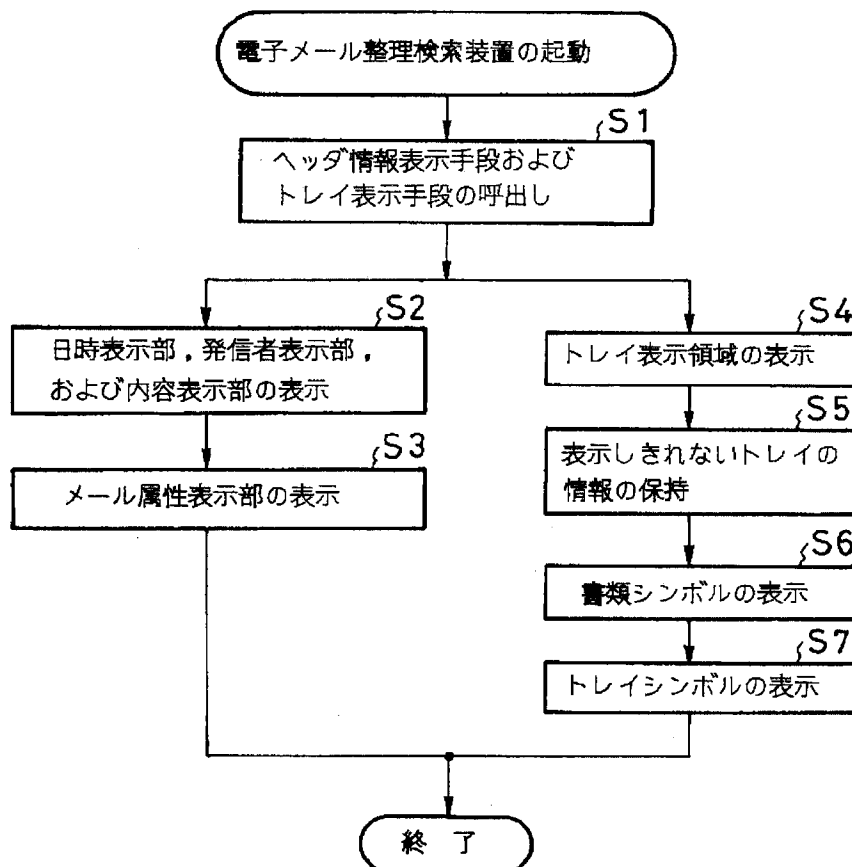 電子メール整理検索装置の起動
S1
ヘッダ情報表示手段および
トレイ表示手段の呼出し
S2
日時表示部，発信者表示部，
および内容表示部の表示
S3
メール属性表示部の表示
S4
トレイ表示領域の表示
S5
表示しきれないトレイの
情報の保持
S6
書類シンボルの表示
S7
トレイシンボルの表示
終 了